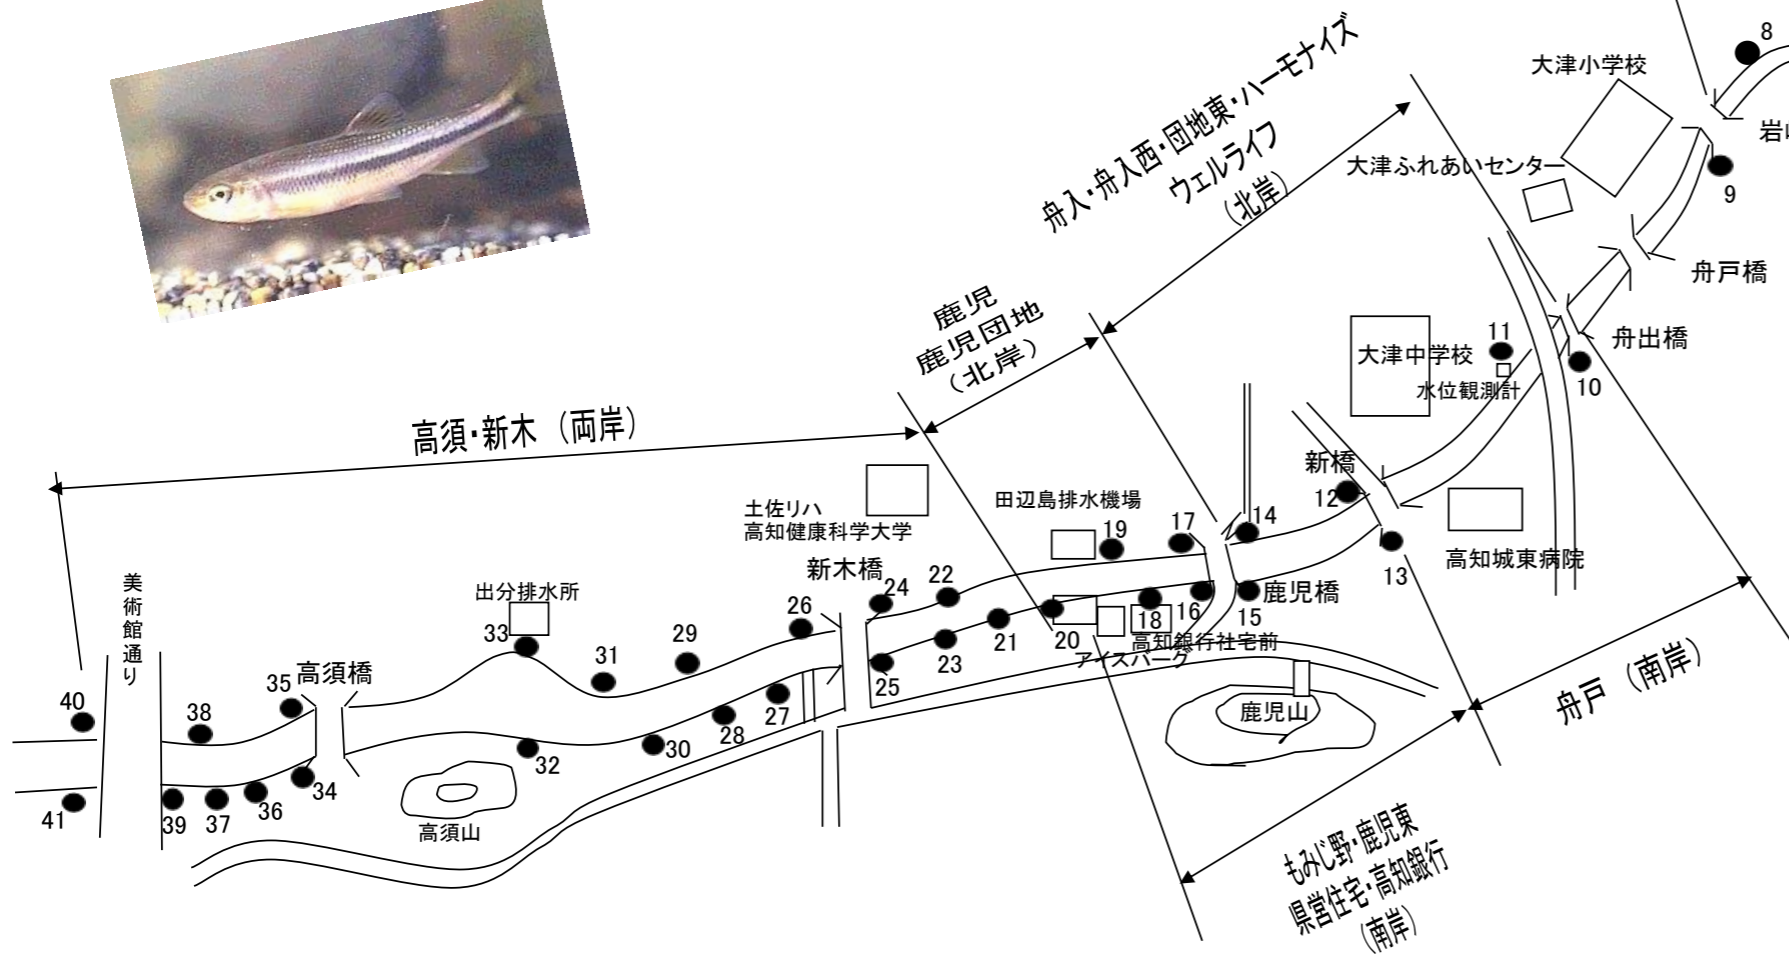 8
大津小学校
岩
9
大津ふれあいセンター
舟戸橋
舟入・舟入西・団地東・ハーモナイズ
ウェルライフ
(北岸)
舟出橋
10
11
大津中学校
水位観測計
鹿児
鹿児団地
(北岸)
高須・新木 (両岸)
新橋
12
13
高知城東病院
土佐リハ
高知健康科学大学
田辺島排水機場
19
17
14
新木橋
24
22
26
25
23
21
20
18
16
15
鹿児橋
高知銀行社宅前
アイスパーク
鹿児山
舟戸 (南岸)
もみじ野・鹿児東
県営住宅・高知銀行
(南岸)
出分排水所
33
31
29
27
28
30
32
高須橋
35
34
36
37
38
39
40
41
美術館通り
高須山